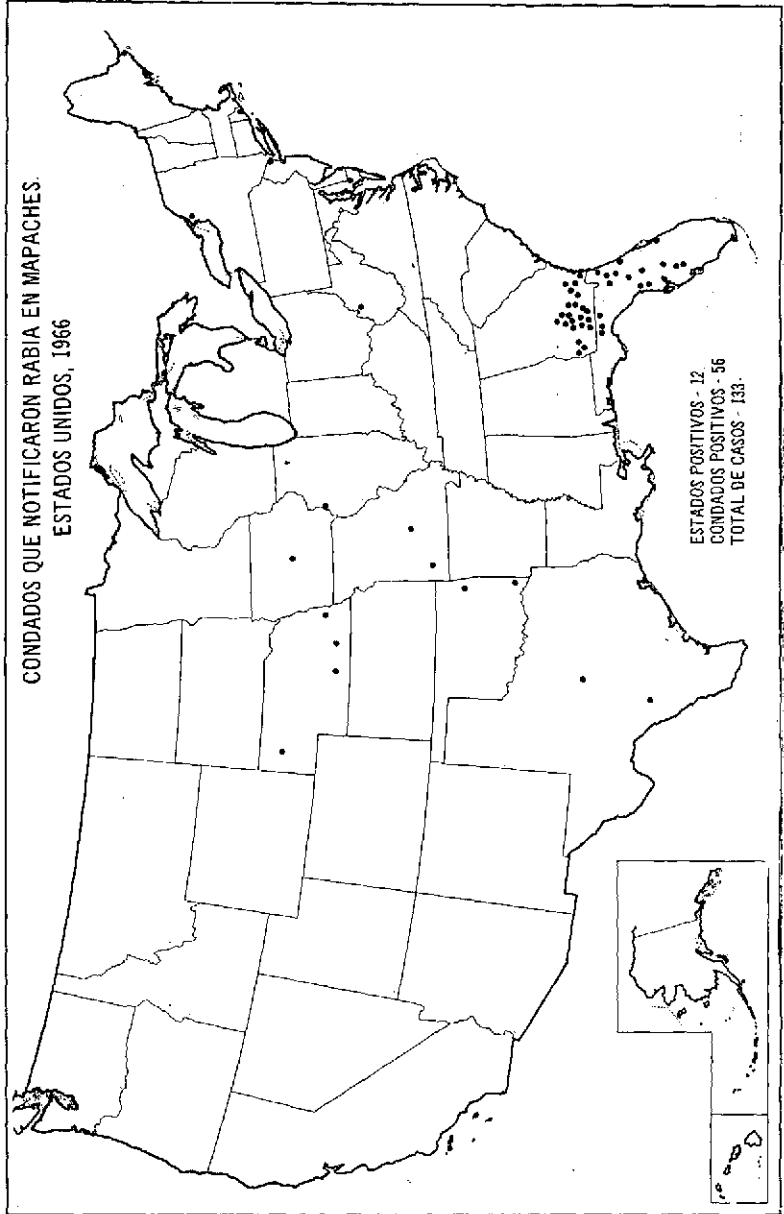 CONDADOS QUE NOTIFICARON RABIA EN MAPACHES.
ESTADOS UNIDOS, 1966
ESTADOS POSITIVOS - 12
CONDADOS POSITIVOS - 56
TOTAL DE CASOS - 133.